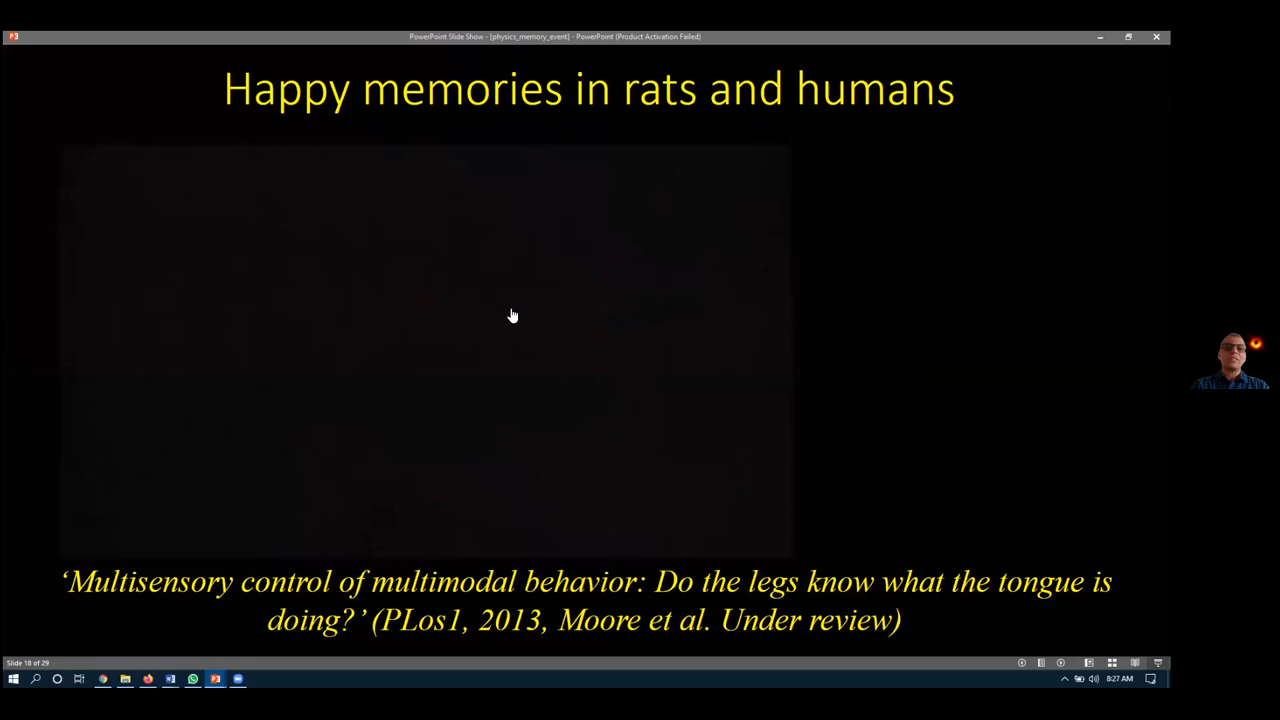 PowerPoint Slide Show - [physics_memory_event] - PowerPoint (Product Activation Failed)
Happy memories in rats and humans
‘Multisensory control of multimodal behavior: Do the legs know what the tongue is
doing?’ (PLos1, 2013, Moore et al. Under review)
Slide 18 of 29
8:27 AM